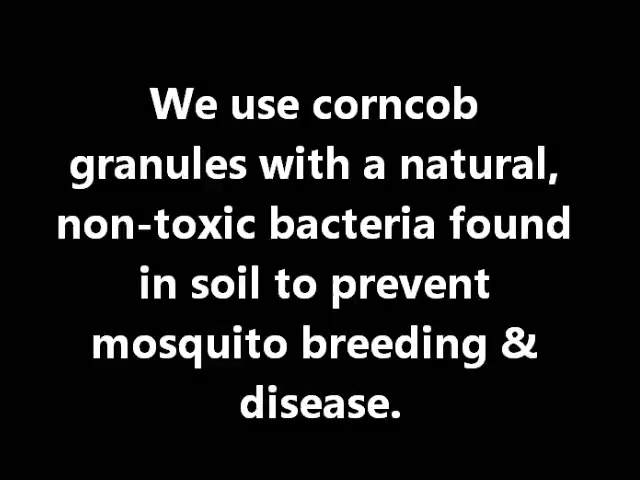 We use corncob
granules with a natural,
non-toxic bacteria found
in soil to prevent
mosquito breeding &
disease.